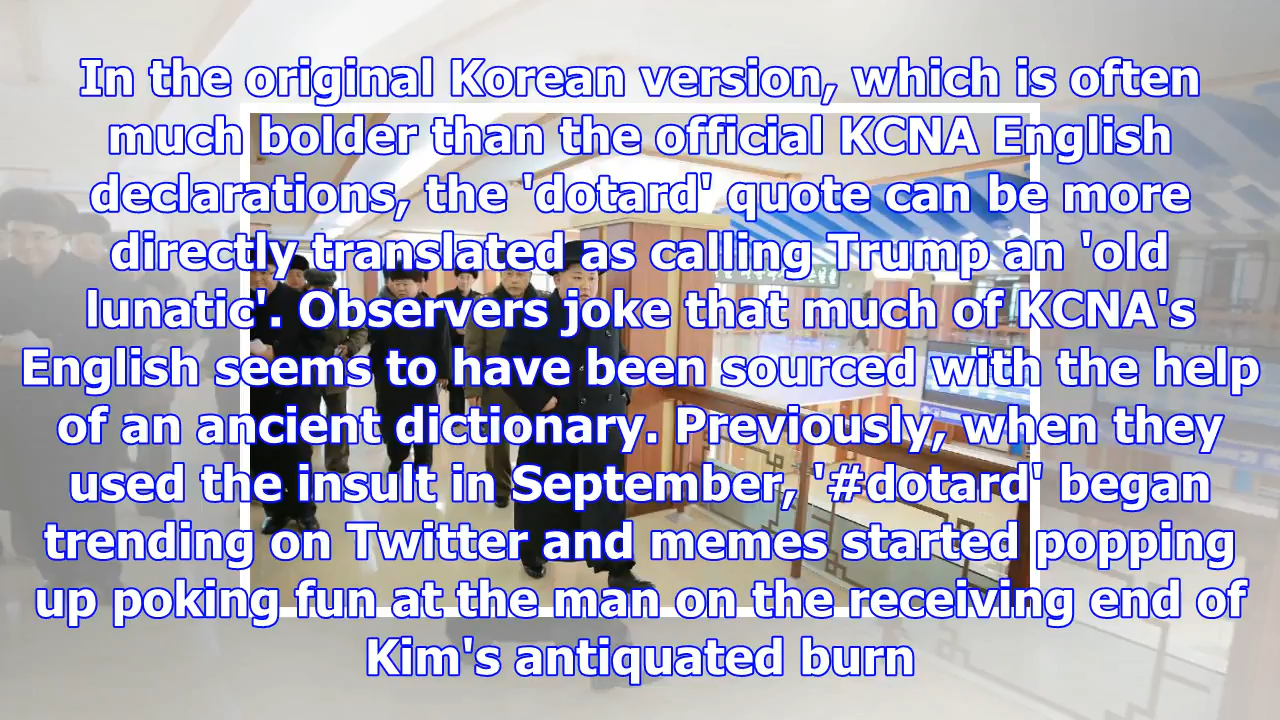 In the original Korean version, which is often
much bolder than the official KCNA English
declarations, the 'dotard' quote can be more
directly translated as calling Trump an 'old
lunatic'. Observers joke that much of KCNA's
English seems to have been sourced with the help
of an ancient dictionary. Previously, when they
used the insult in September, '#dotard' began
trending on Twitter and memes started popping
up poking fun at the man on the receiving end of
Kim's antiquated burn